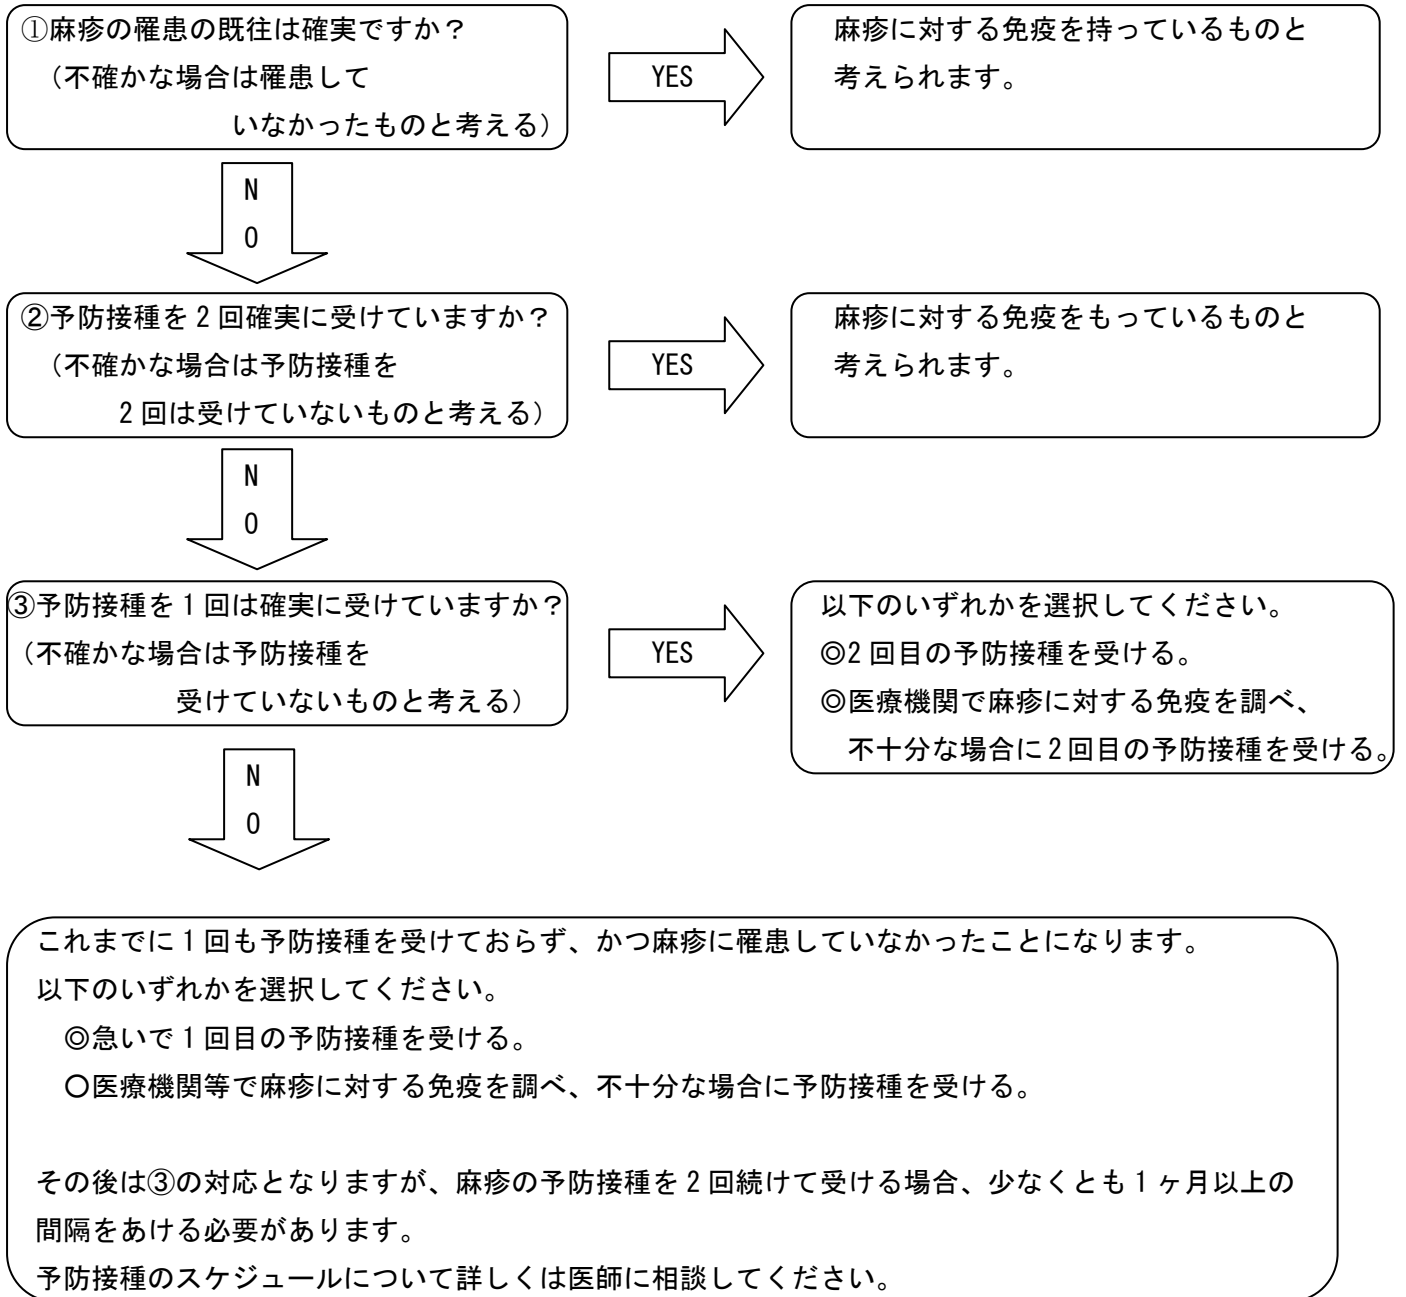 ①麻疹の罹患の既往は確実ですか？
（不確かな場合は罹患して
いなかったものと考える）
YES
麻疹に対する免疫を持っているものと
考えられます。
N
O
②予防接種を２回確実に受けていますか？
（不確かな場合は予防接種を
２回は受けていないものと考える）
YES
麻疹に対する免疫をもっているものと
考えられます。
N
O
③予防接種を１回は確実に受けていますか？
（不確かな場合は予防接種を
受けていないものと考える）
YES
以下のいずれかを選択してください。
◎2 回目の予防接種を受ける。
◎医療機関で麻疹に対する免疫を調べ、
不十分な場合に２回目の予防接種を受ける。
N
O
これまでに１回も予防接種を受けておらず、かつ麻疹に罹患していなかったことになります。
以下のいずれかを選択してください。
◎急いで１回目の予防接種を受ける。
〇医療機関等で麻疹に対する免疫を調べ、不十分な場合に予防接種を受ける。
その後は③の対応となりますが、麻疹の予防接種を２回続けて受ける場合、少なくとも１ヶ月以上の
間隔をあける必要があります。
予防接種のスケジュールについて詳しくは医師に相談してください。